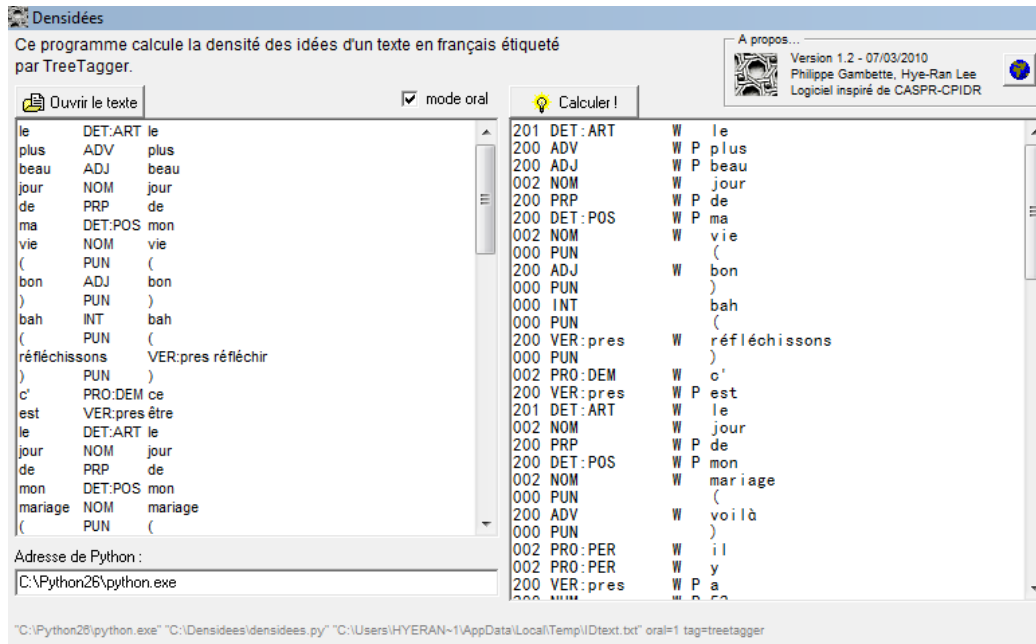 Densidées
Ce programme calcule la densité des idées d'un texte en français étiqueté
par TreeTagger.
A propos...
Version 1.2 - 07/03/2010
Philippe Gambette, Hye-Ran Lee
Logiciel inspiré de CASPR-CPIDR
Ouvrir le texte
mode oral
Calculer !
le DET:ART le
plus ADV plus
beau ADJ beau
jour NOM jour
de PRP de
ma DET:POS mon
vie NOM vie
( PUN (
bon ADJ bon
) PUN )
bah INT bah
( PUN (
réfléchissons VER:pres réfléchir
) PUN )
c' PRO:DEM ce
est VER:pres être
le DET:ART le
jour NOM jour
de PRP de
mon DET:POS mon
mariage NOM mariage
( PUN (
201 DET:ART W le
200 ADV W P plus
200 ADJ W P beau
002 NOM W jour
200 PRP W P de
200 DET:POS W P ma
002 NOM W vie
000 PUN (
200 ADJ W bon
000 PUN )
000 INT bah
000 PUN (
200 VER:pres W réfléchissons
000 PUN )
002 PRO:DEM W c'
200 VER:pres W P est
201 DET:ART W le
002 NOM W jour
200 PRP W P de
200 DET:POS W P mon
002 NOM W mariage
000 PUN (
200 ADV W voilà
000 PUN )
002 PRO:PER W il
002 PRO:PER W y
200 VER:pres W P a
Adresse de Python :
C:\Python26\python.exe
"C:\Python26\python.exe" "C:\Densidees\densidees.py" "C:\Users\HYERAN~1\AppData\Local\Temp\IDtext.txt" oral=1 tag=treetagger